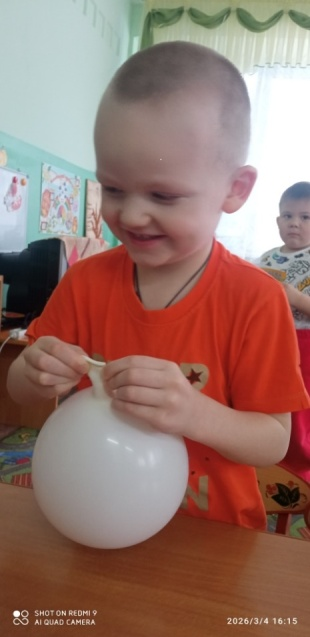 SHOT ON REDMI 9
AI QUAD CAMERA
2026/3/4 16:15